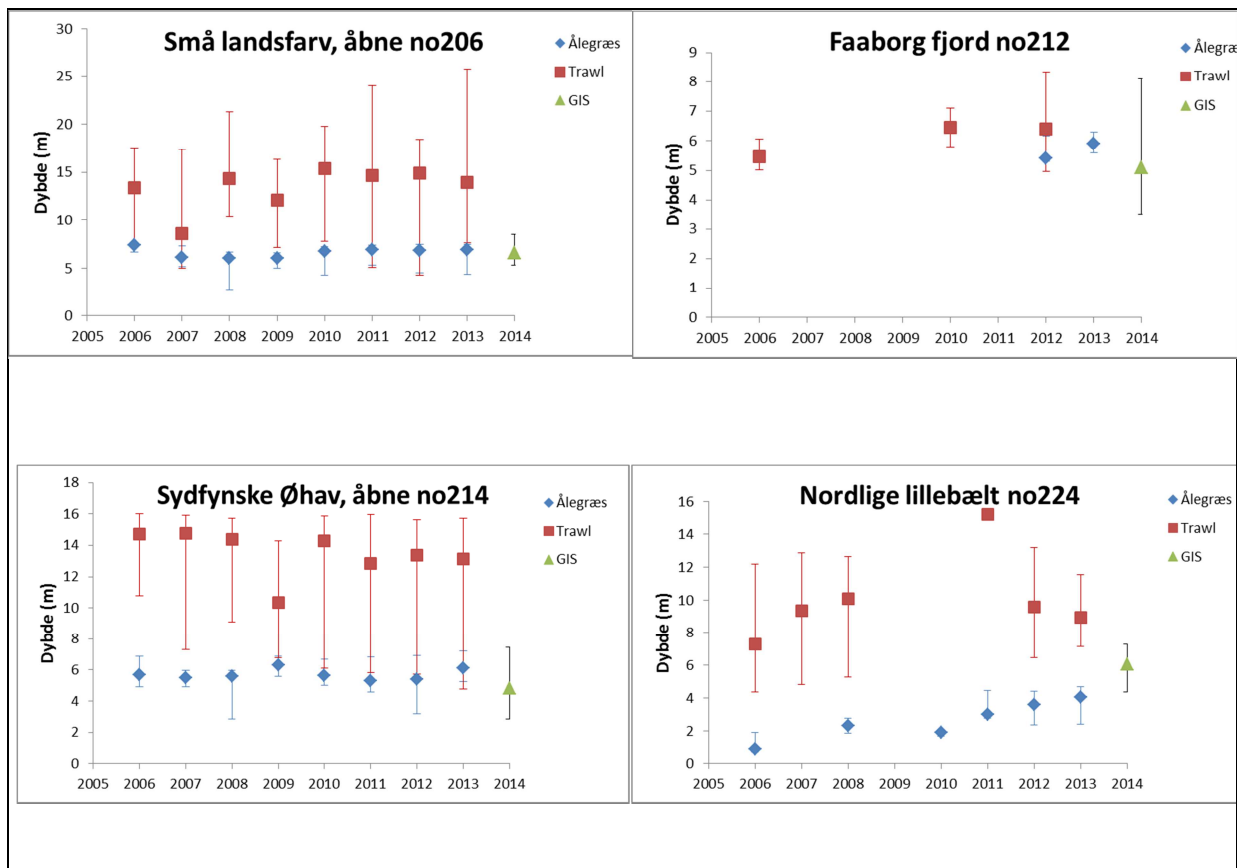 Små landsfarv, åbne no206
Dybde (m)
30
25
20
15
10
5
0
2005 2006 2007 2008 2009 2010 2011 2012 2013 2014
Ålegræs
Trawl
GIS
Faaborg fjord no212
Dybde (m)
9
8
7
6
5
4
3
2
1
0
2005 2006 2007 2008 2009 2010 2011 2012 2013 2014
Ålegræ
Trawl
GIS
Sydfynske Øhav, åbne no214
Dybde (m)
18
16
14
12
10
8
6
4
2
0
2005 2006 2007 2008 2009 2010 2011 2012 2013 2014
Ålegræs
Trawl
GIS
Nordlige lillebælt no224
Dybde (m)
16
14
12
10
8
6
4
2
0
2005 2006 2007 2008 2009 2010 2011 2012 2013 2014
Ålegræs
Trawl
GIS